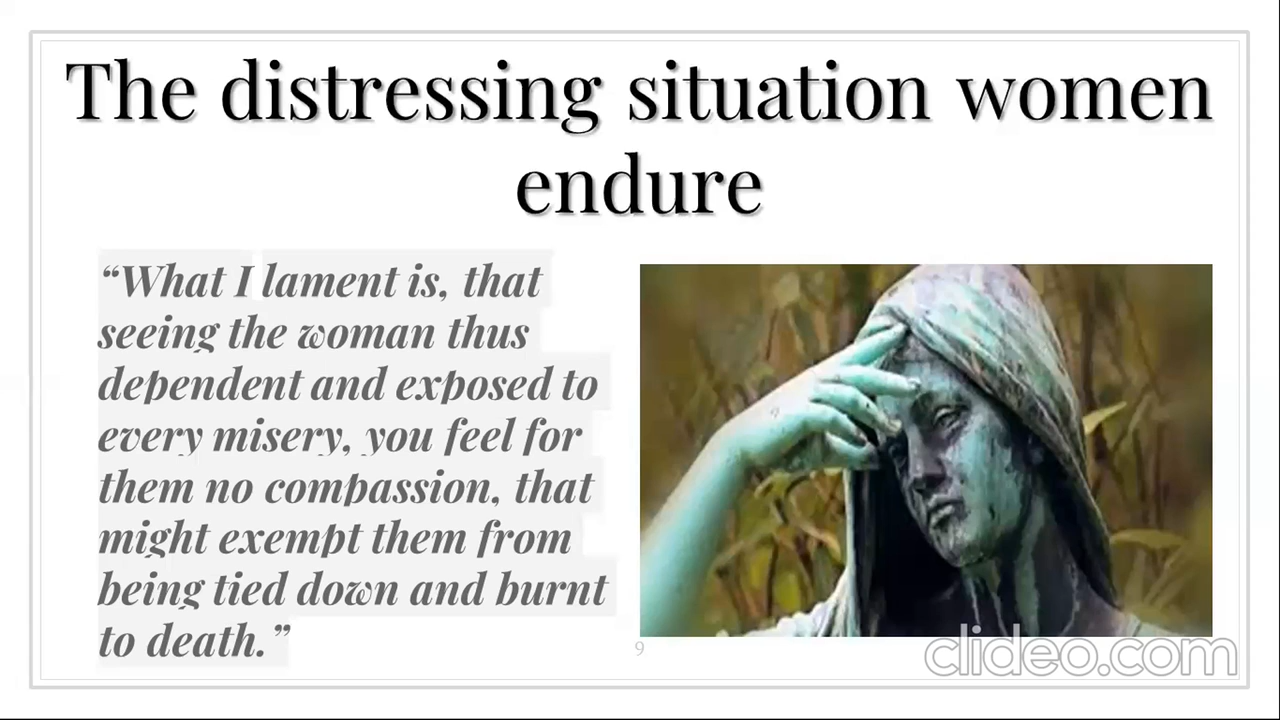 The distressing situation women
endure
“What I lament is, that
seeing the woman thus
dependent and exposed to
every misery, you feel for
them no compassion, that
might exempt them from
being tied down and burnt
to death.”
9
clideo.com